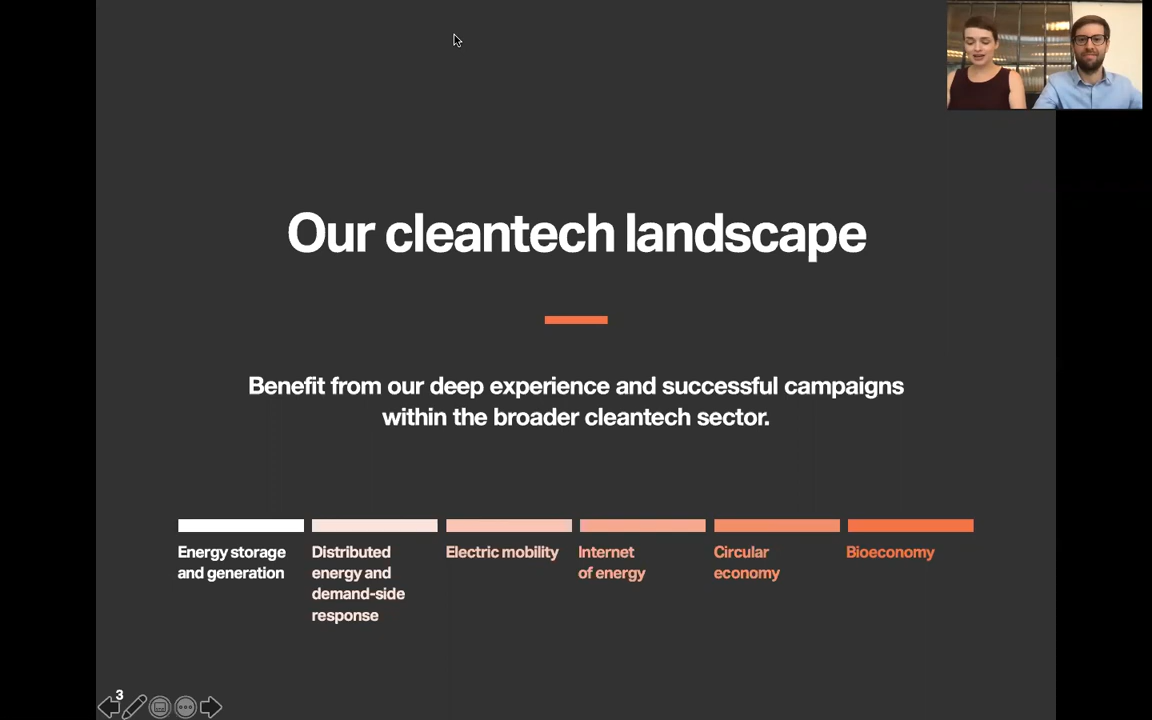 Our cleantech landscape
Benefit from our deep experience and successful campaigns
within the broader cleantech sector.
Energy storage
and generation
Distributed
energy and
demand-side
response
Electric mobility
Internet
of energy
Circular
economy
Bioeconomy
3